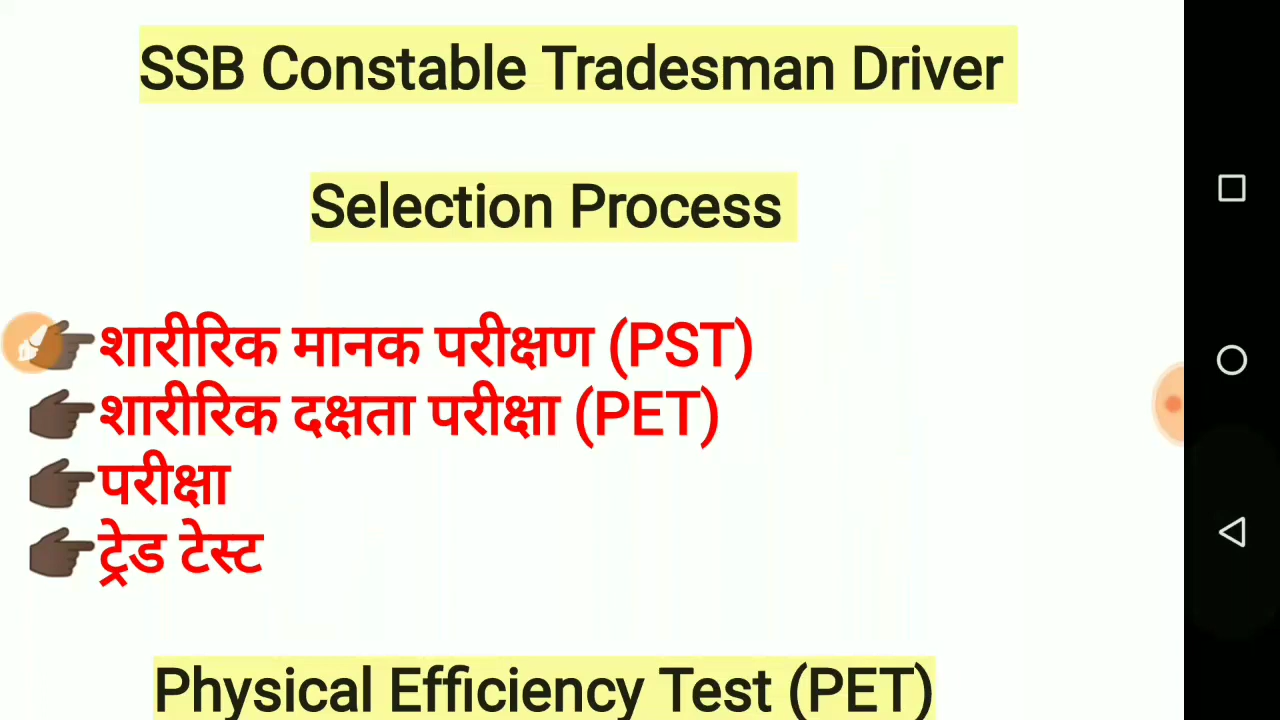 SSB Constable Tradesman Driver
Selection Process
👉🏿शारीरिक मानक परीक्षण (PST)
👉🏿शारीरिक दक्षता परीक्षा (PET)
👉🏿परीक्षा
👉🏿ट्रेड टेस्ट
Physical Efficiency Test (PET)